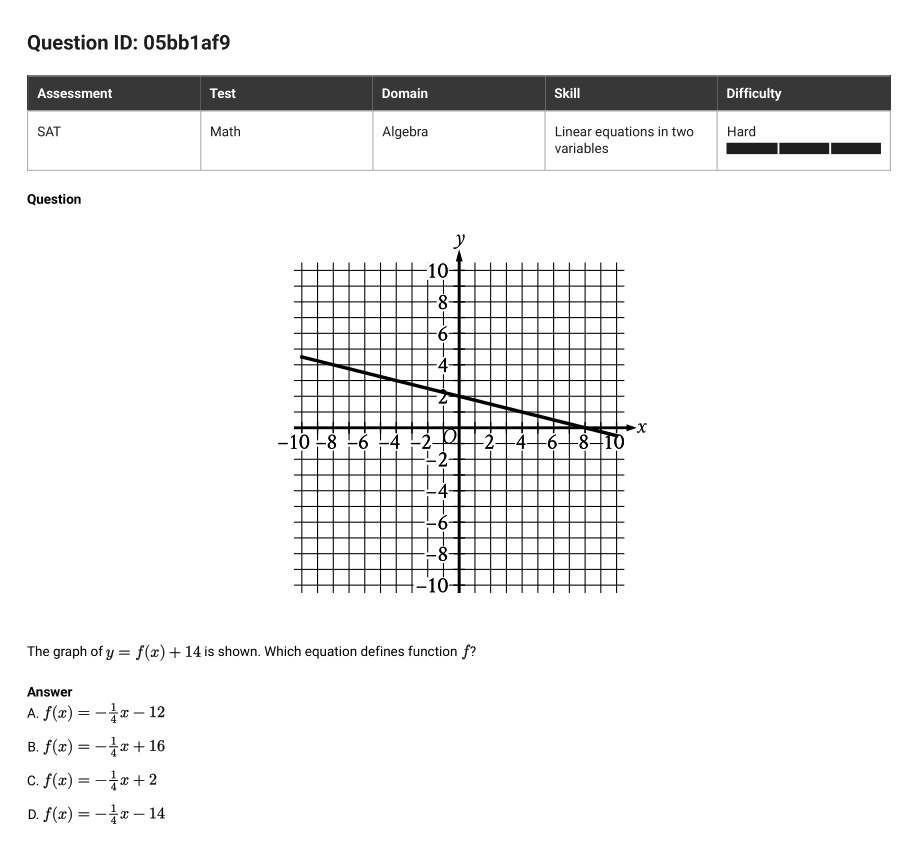 Question ID: 05bb1af9
Assessment Test Domain Skill Difficulty
SAT Math Algebra Linear equations in two variables Hard
Question
y
10
8
6
4
2
−10 −8 −6 −4 −2 O 2 4 6 8 10 x
−2
−4
−6
−8
−10
The graph of y = f(x) + 14 is shown. Which equation defines function f?
Answer
A. f(x) = −1/4x − 12
B. f(x) = −1/4x + 16
C. f(x) = −1/4x + 2
D. f(x) = −1/4x − 14